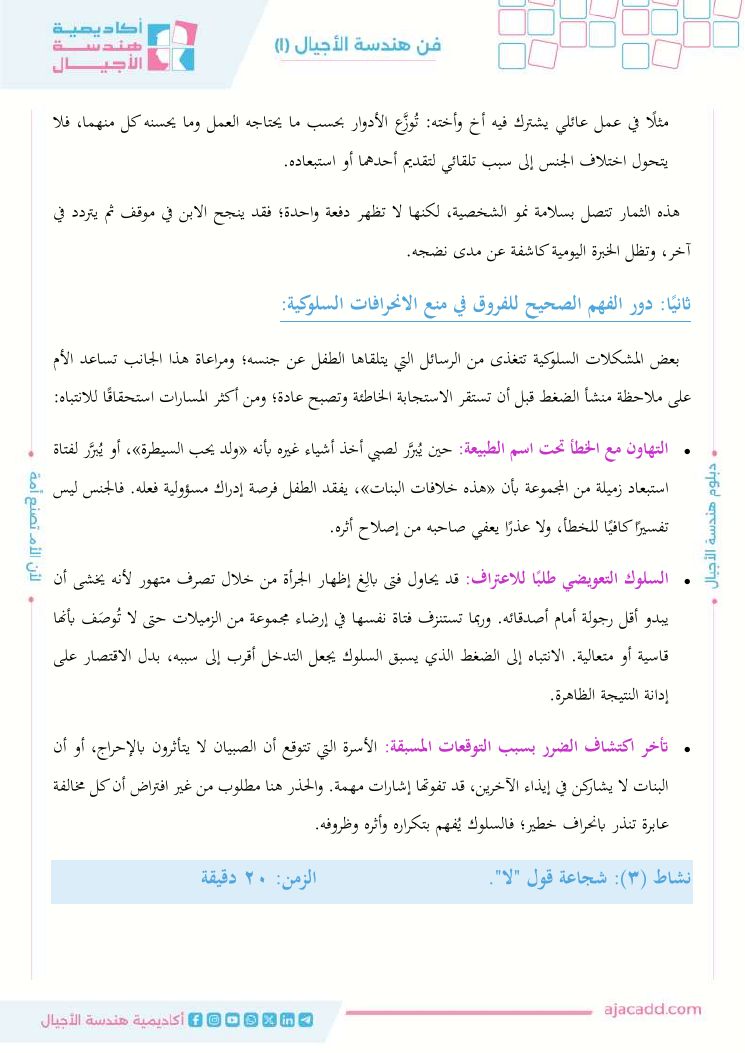 أكاديمية
هندسة
الأجيال
فن هندسة الأجيال (١)
مثلًا في عمل عائلي يشترك فيه أخ وأخته: تُوزَّع الأدوار بحسب ما يحتاجه العمل وما يحسنه كل منهما، فلا
يتحول اختلاف الجنس إلى سبب تلقائي لتقديم أحدهما أو استبعاده.
هذه الثمار تتصل بسلامة نمو الشخصية، لكنها لا تظهر دفعة واحدة؛ فقد ينجح الابن في موقف ثم يتردد في
آخر، وتظل الخبرة اليومية كاشفة عن مدى نضجه.
ثانيًا: دور الفهم الصحيح للفروق في منع الانحرافات السلوكية:
بعض المشكلات السلوكية تتغذى من الرسائل التي يتلقاها الطفل عن جنسه؛ ومراعاة هذا الجانب تساعد الأم
على ملاحظة منشأ الضغط قبل أن تستقر الاستجابة الخاطئة وتصبح عادة؛ ومن أكثر المسارات استحقاقًا للانتباه:
• التهاون مع الخطأ تحت اسم الطبيعة: حين يُبرَّر لصبي أخذ أشياء غيره بأنه «ولد يحب السيطرة»، أو يُبرَّر لفتاة
استبعاد زميلة من المجموعة بأن «هذه خلافات البنات»، يفقد الطفل فرصة إدراك مسؤولية فعله. فالجنس ليس
تفسيرًا كافيًا للخطأ، ولا عذرًا يعفي صاحبه من إصلاح أثره.
• السلوك التعويضي طلبًا للاعتراف: قد يحاول فتى بالِغ إظهار الجرأة من خلال تصرف متهور لأنه يخشى أن
يبدو أقل رجولة أمام أصدقائه. وربما تستنزف فتاة نفسها في إرضاء مجموعة من الزميلات حتى لا تُوصَف بأنها
قاسية أو متعالية. الانتباه إلى الضغط الذي يسبق السلوك يجعل التدخل أقرب إلى سببه، بدل الاقتصار على
إدانة النتيجة الظاهرة.
• تأخر اكتشاف الضرر بسبب التوقعات المسبقة: الأسرة التي تتوقع أن الصبيان لا يتأثرون بالإحراج، أو أن
البنات لا يشاركن في إيذاء الآخرين، قد تفوتها إشارات مهمة. والحذر هنا مطلوب من غير افتراض أن كل مخالفة
عابرة تنذر بانحراف خطير؛ فالسلوك يُفهم بتكراره وأثره وظروفه.
نشاط (٣): شجاعة قول "لا". الزمن: ٢٠ دقيقة
دبلوم هندسة الأجيال
لأن الأم تصنع أمة
ajacadd.com
أكاديمية هندسة الأجيال